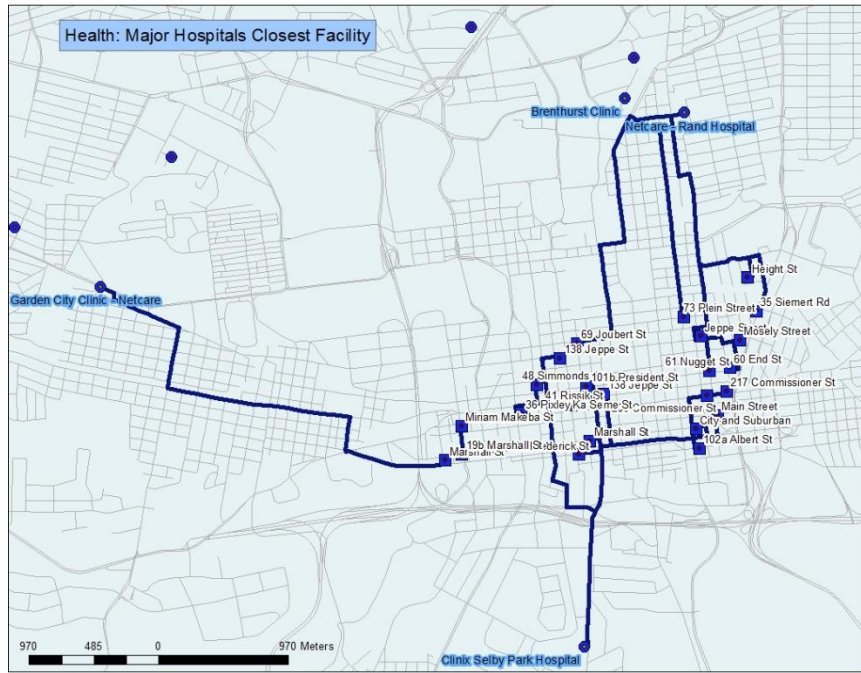 Health: Major Hospitals Closest Facility
Brenthurst Clinic
Netcare - Rand Hospital
Height St
Garden City Clinic - Netcare
35 Siemert Rd
73 Plein Street
Jeppe Street
Mosely Street
69 Joubert St
138 Jeppe St
61 Nugget St
60 End St
48 Simmonds
101b President St
138 Jeppe St
217 Commissioner St
41 Rissik St
36 Pixley Ka Seme St
Commissioner St
Main Street
Miriam Makeba St
City and Suburban
Marshall St
19b Marshall St
Marshall St
102a Albert St
970 485 0 970 Meters
Clinix Selby Park Hospital